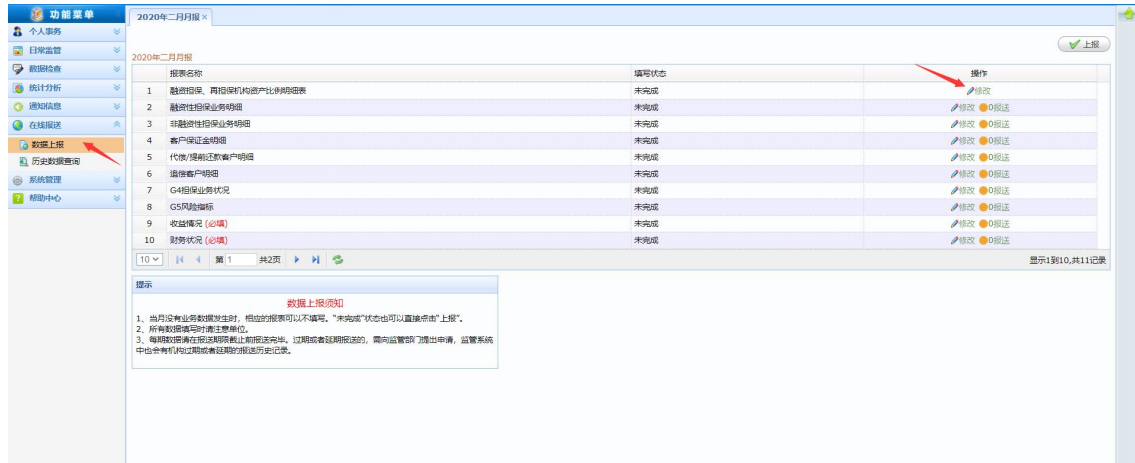 功能菜单
个人事务
日常监管
数据检查
统计分析
通知信息
在线报送
数据上报
历史数据查询
系统管理
帮助中心
2020年二月月报×
上报
2020年二月月报
报表名称 填写状态 操作
1 融资担保、再担保机构资产比例明细表 未完成 修改
2 融资性担保业务明细 未完成 修改 0报送
3 非融资性担保业务明细 未完成 修改 0报送
4 客户保证金明细 未完成 修改 0报送
5 代偿/提前还款客户明细 未完成 修改 0报送
6 追偿客户明细 未完成 修改 0报送
7 G4担保业务状况 未完成 修改 0报送
8 G5风险指标 未完成 修改 0报送
9 收益情况 (必填) 未完成 修改 0报送
10 财务状况 (必填) 未完成 修改 0报送
10 第 1 共2页 显示1到10,共11记录
提示
数据上报须知
1、当月没有业务数据发生时，相应的报表可以不填写。"未完成"状态也可以直接点击"上报"。
2、所有数据填写时请注意单位。
3、每期数据请在报送期限截止前报送完毕。过期或者延期报送的，需向监管部门提出申请，监管系统
中也会有机构过期或者延期的报送历史记录。